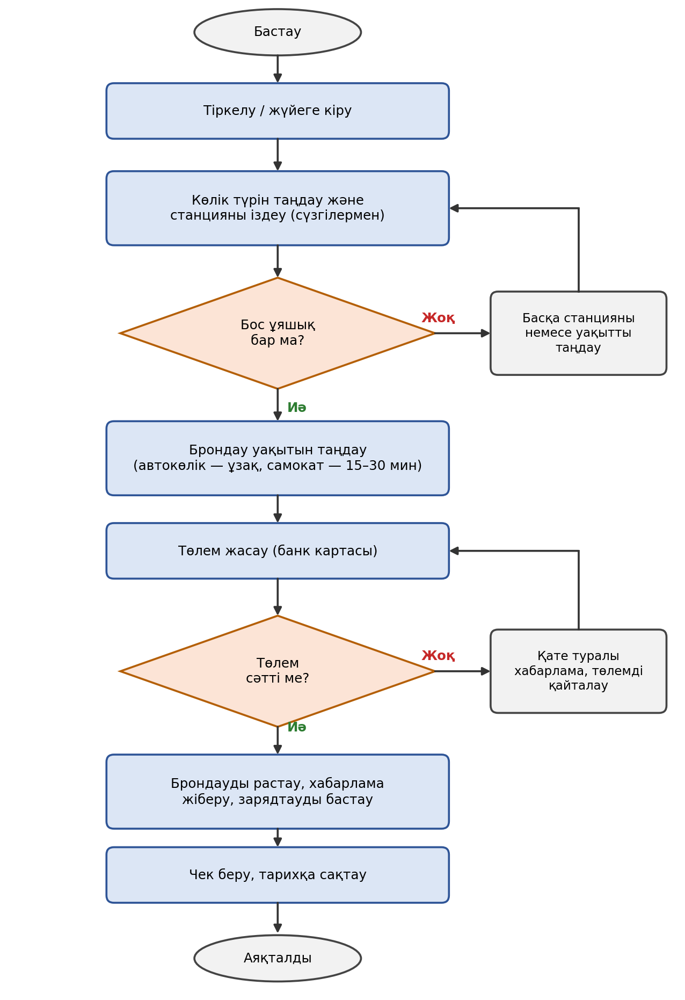 Бастау
Тіркелу / жүйеге кіру
Көлік түрін таңдау және
станцияны іздеу (сүзгілермен)
Бос ұяшық
бар ма?
Жоқ
Басқа станцияны
немесе уақытты
таңдау
Иә
Брондау уақытын таңдау
(автокөлік — ұзақ, самокат — 15–30 мин)
Төлем жасау (банк картасы)
Төлем
сәтті ме?
Жоқ
Қате туралы
хабарлама, төлемді
қайталау
Иә
Брондауды растау, хабарлама
жіберу, зарядтауды бастау
Чек беру, тарихқа сақтау
Аяқталды